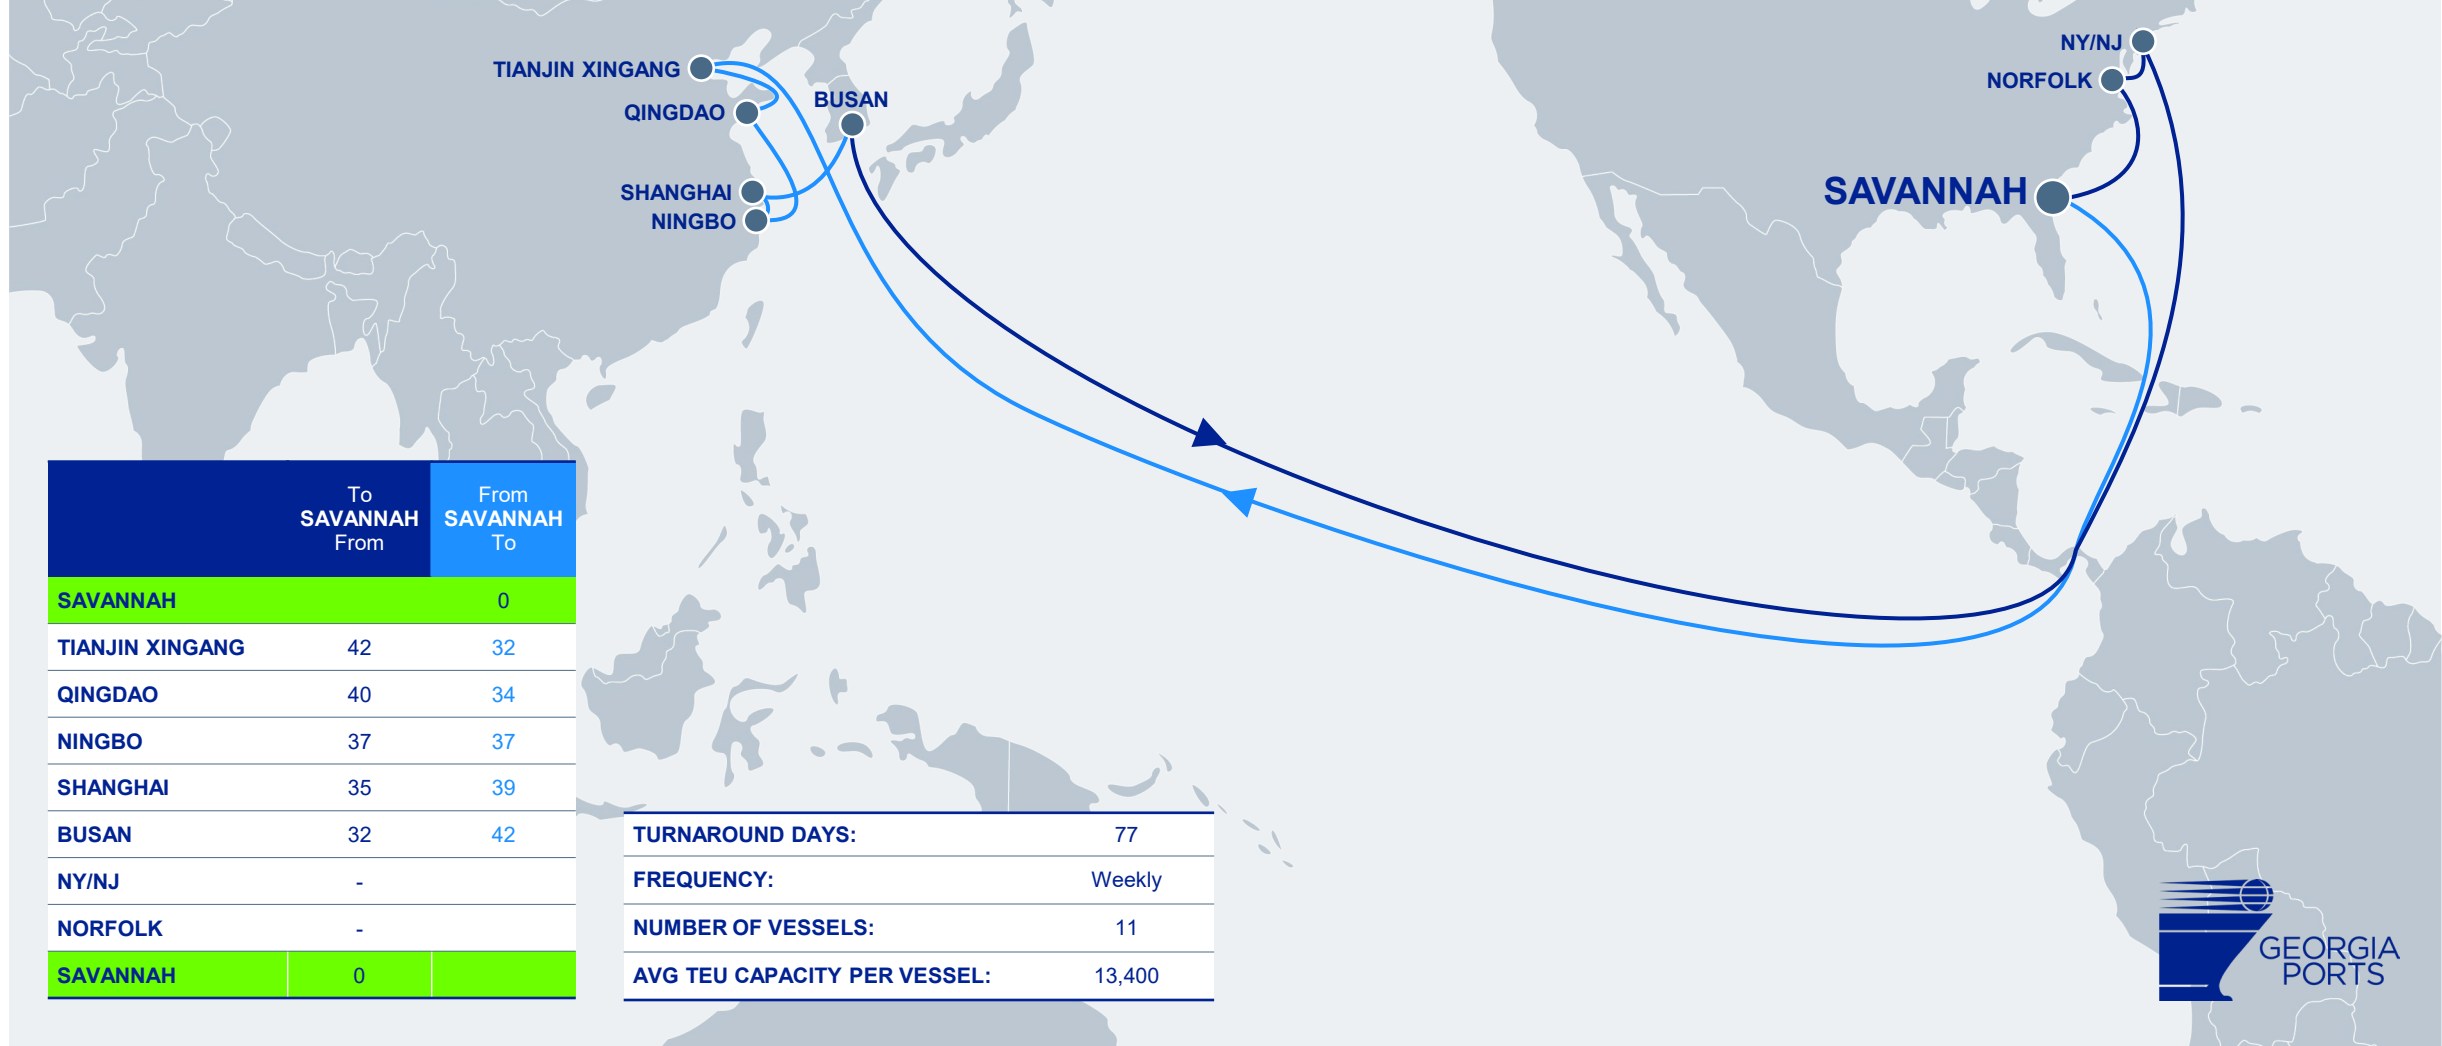 TIANJIN XINGANG
QINGDAO
BUSAN
SHANGHAI
NINGBO
NY/NJ
NORFOLK
SAVANNAH
To SAVANNAH From
From SAVANNAH To
SAVANNAH 0
TIANJIN XINGANG 42 32
QINGDAO 40 34
NINGBO 37 37
SHANGHAI 35 39
BUSAN 32 42
NY/NJ -
NORFOLK -
SAVANNAH 0
TURNAROUND DAYS: 77
FREQUENCY: Weekly
NUMBER OF VESSELS: 11
AVG TEU CAPACITY PER VESSEL: 13,400
GEORGIA
PORTS